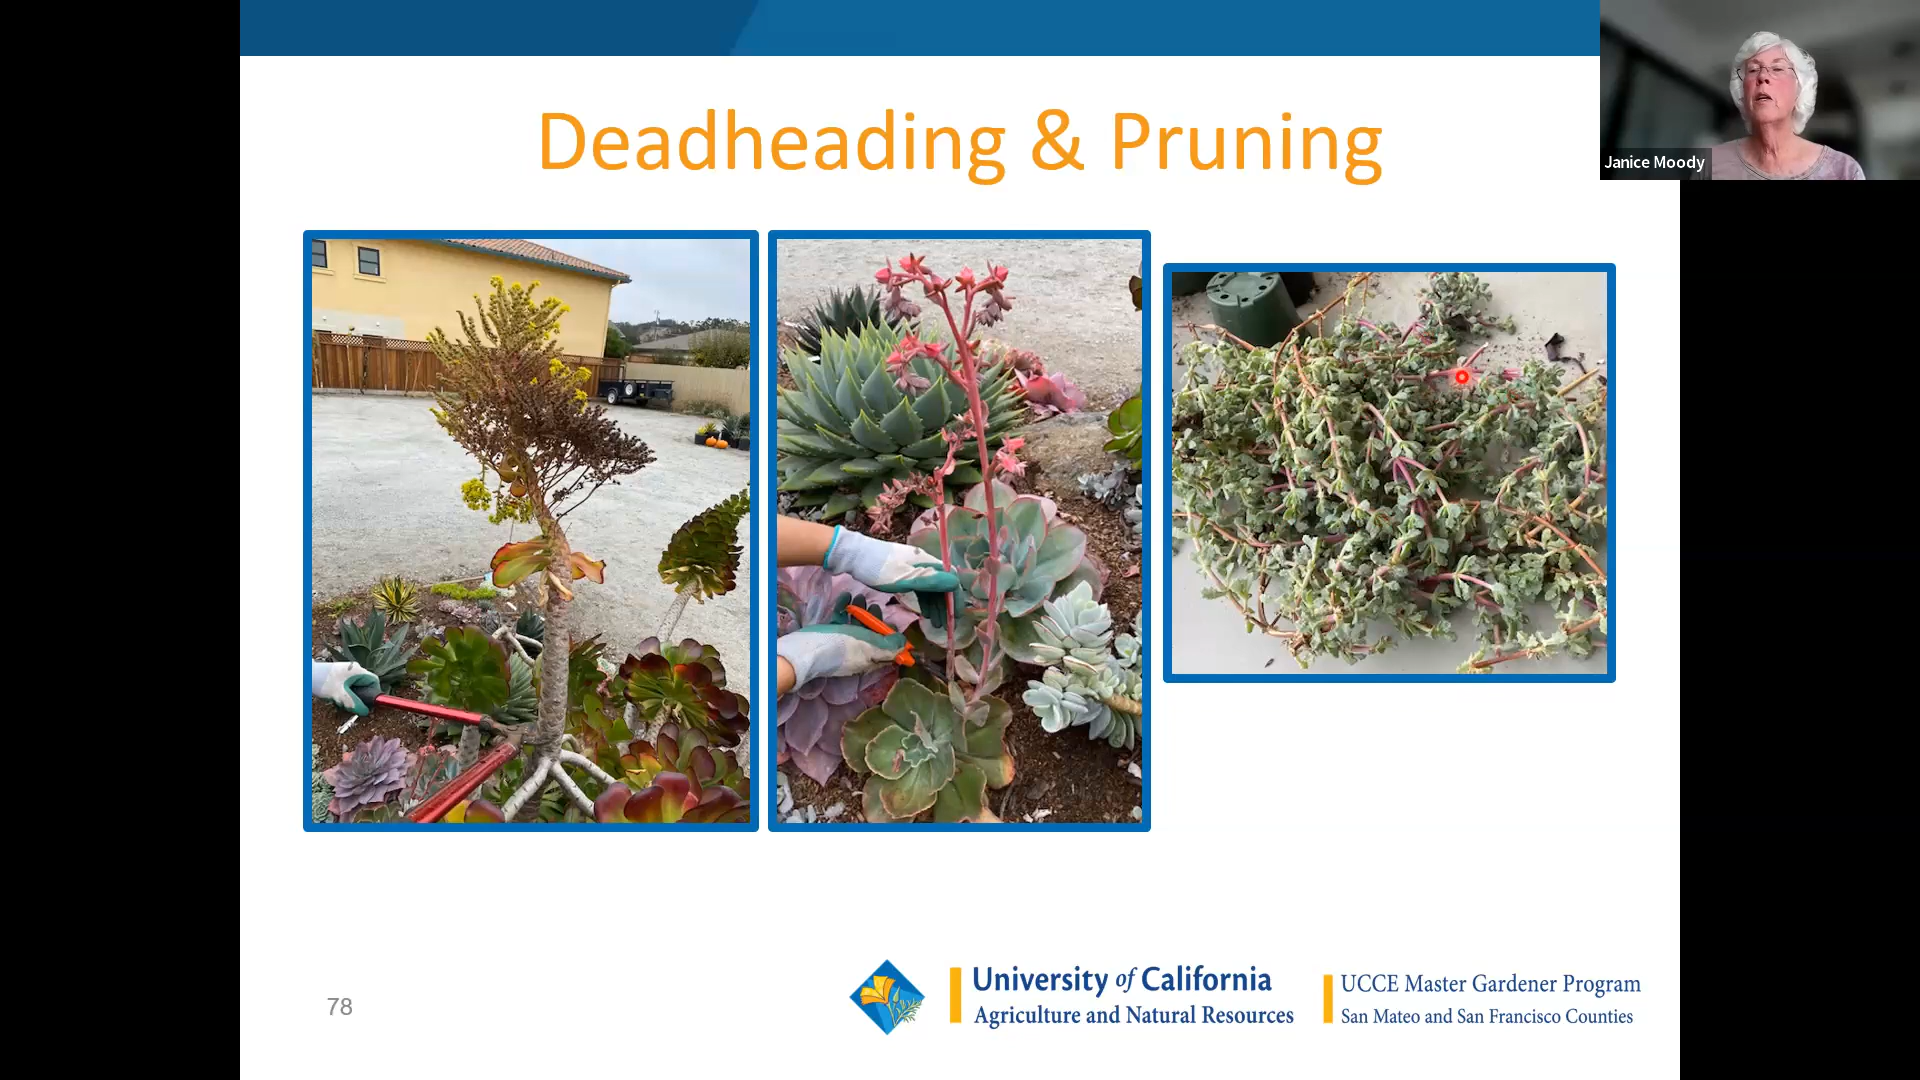 Deadheading & Pruning
Janice Moody
78
University of California
Agriculture and Natural Resources
UCCE Master Gardener Program
San Mateo and San Francisco Counties